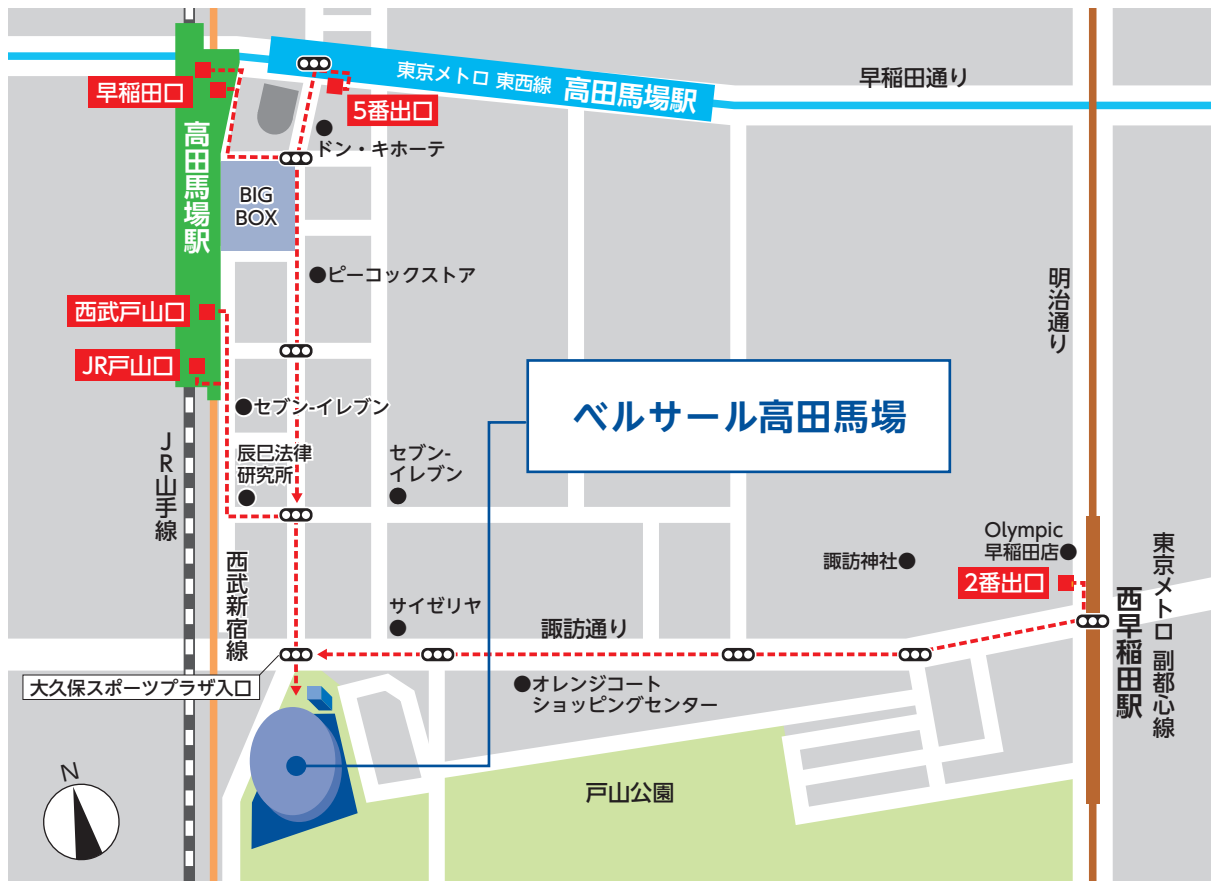 早稲田口
東京メトロ 東西線 高田馬場駅
早稲田通り
5番出口
ドン・キホーテ
高田馬場駅
BIG
BOX
ピーコックストア
西武戸山口
JR戸山口
明治通り
ベルサール高田馬場
セブン-イレブン
辰巳法律
研究所
セブン-
イレブン
JR山手線
西武新宿線
Olympic
早稲田店
諏訪神社
2番出口
東京メトロ 副都心線
西早稲田駅
サイゼリヤ
諏訪通り
大久保スポーツプラザ入口
オレンジコート
ショッピングセンター
戸山公園
N